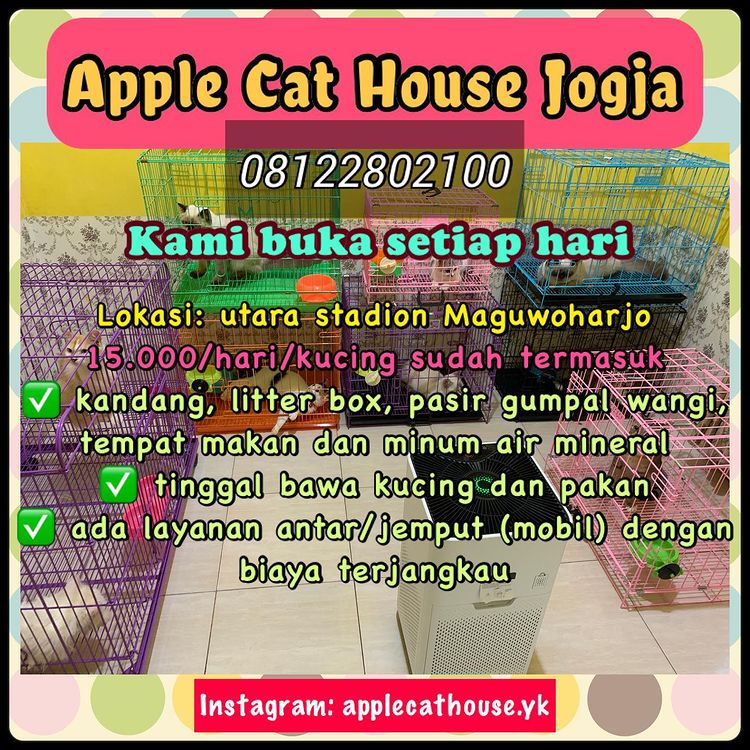 Apple Cat House Jogja
08122802100
Kami buka setiap hari
Lokasi: utara stadion Maguwoharjo
15.000/hari/kucing sudah termasuk
✅ kandang, litter box, pasir gumpal wangi,
tempat makan dan minum air mineral
✅ tinggal bawa kucing dan pakan
✅ ada layanan antar/jemput (mobil) dengan
biaya terjangkau
Instagram: applecathouse.yk